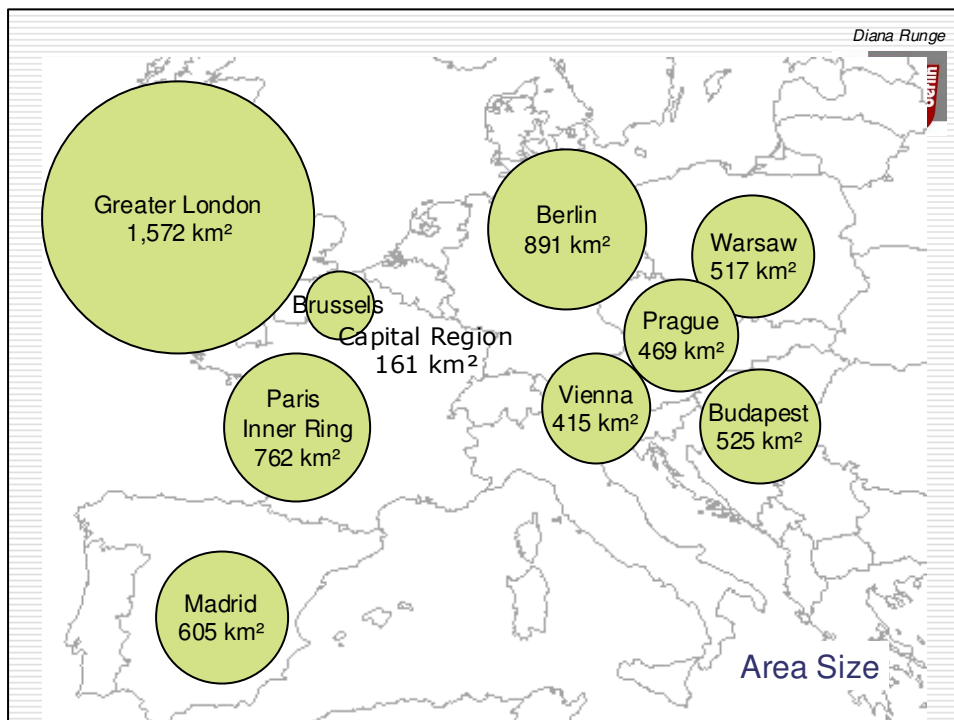 Diana Runge
Berlin
Greater London
1,572 km²
Berlin
891 km²
Warsaw
517 km²
Brussels
Capital Region
161 km²
Prague
469 km²
Paris
Inner Ring
762 km²
Vienna
415 km²
Budapest
525 km²
Madrid
605 km²
Area Size